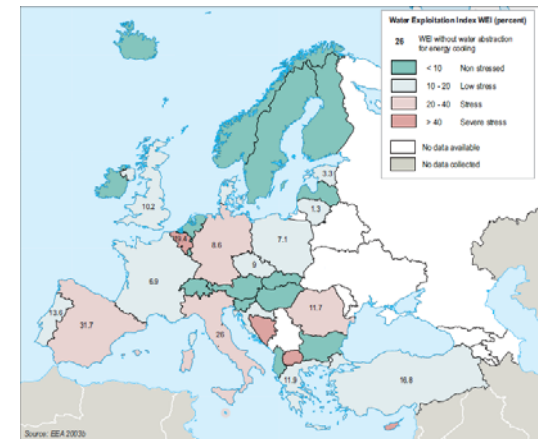 Water Exploitation Index WEI (percent)
26 WEI without water abstraction
for energy cooling
< 10 Non stressed
10 - 20 Low stress
20 - 40 Stress
> 40 Severe stress
No data available
No data collected
3.3
1.3
10.2
7.1
8.6
9
6.9
11.7
31.7
26
11.9
16.8
Source: EEA 2003b